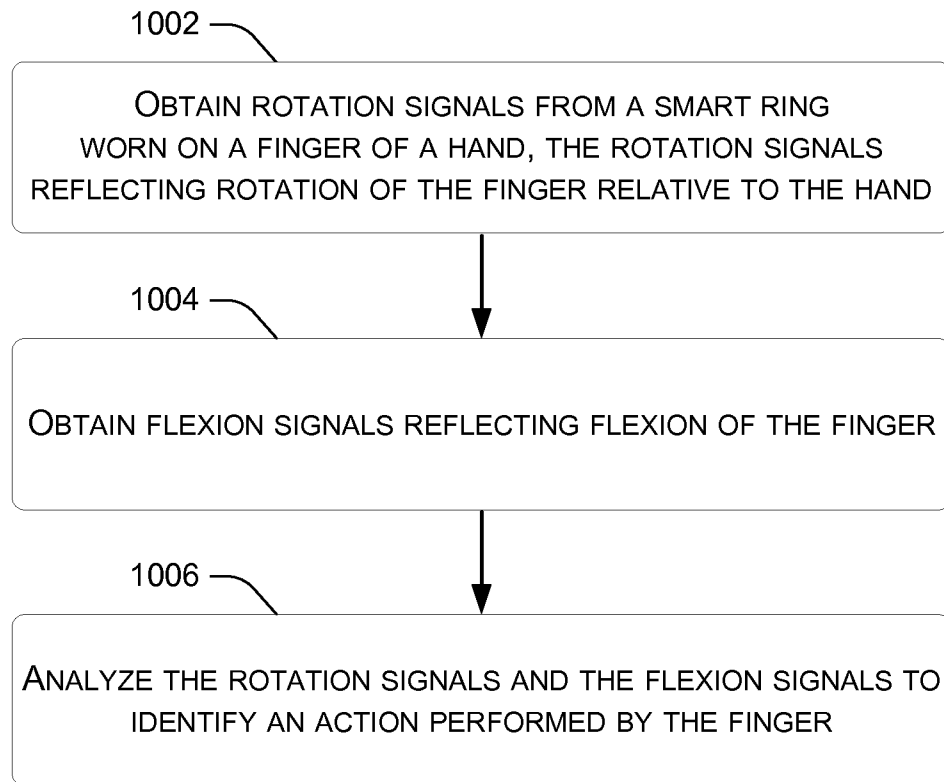 1002
OBTAIN ROTATION SIGNALS FROM A SMART RING
WORN ON A FINGER OF A HAND, THE ROTATION SIGNALS
REFLECTING ROTATION OF THE FINGER RELATIVE TO THE HAND
1004
OBTAIN FLEXION SIGNALS REFLECTING FLEXION OF THE FINGER
1006
ANALYZE THE ROTATION SIGNALS AND THE FLEXION SIGNALS TO
IDENTIFY AN ACTION PERFORMED BY THE FINGER